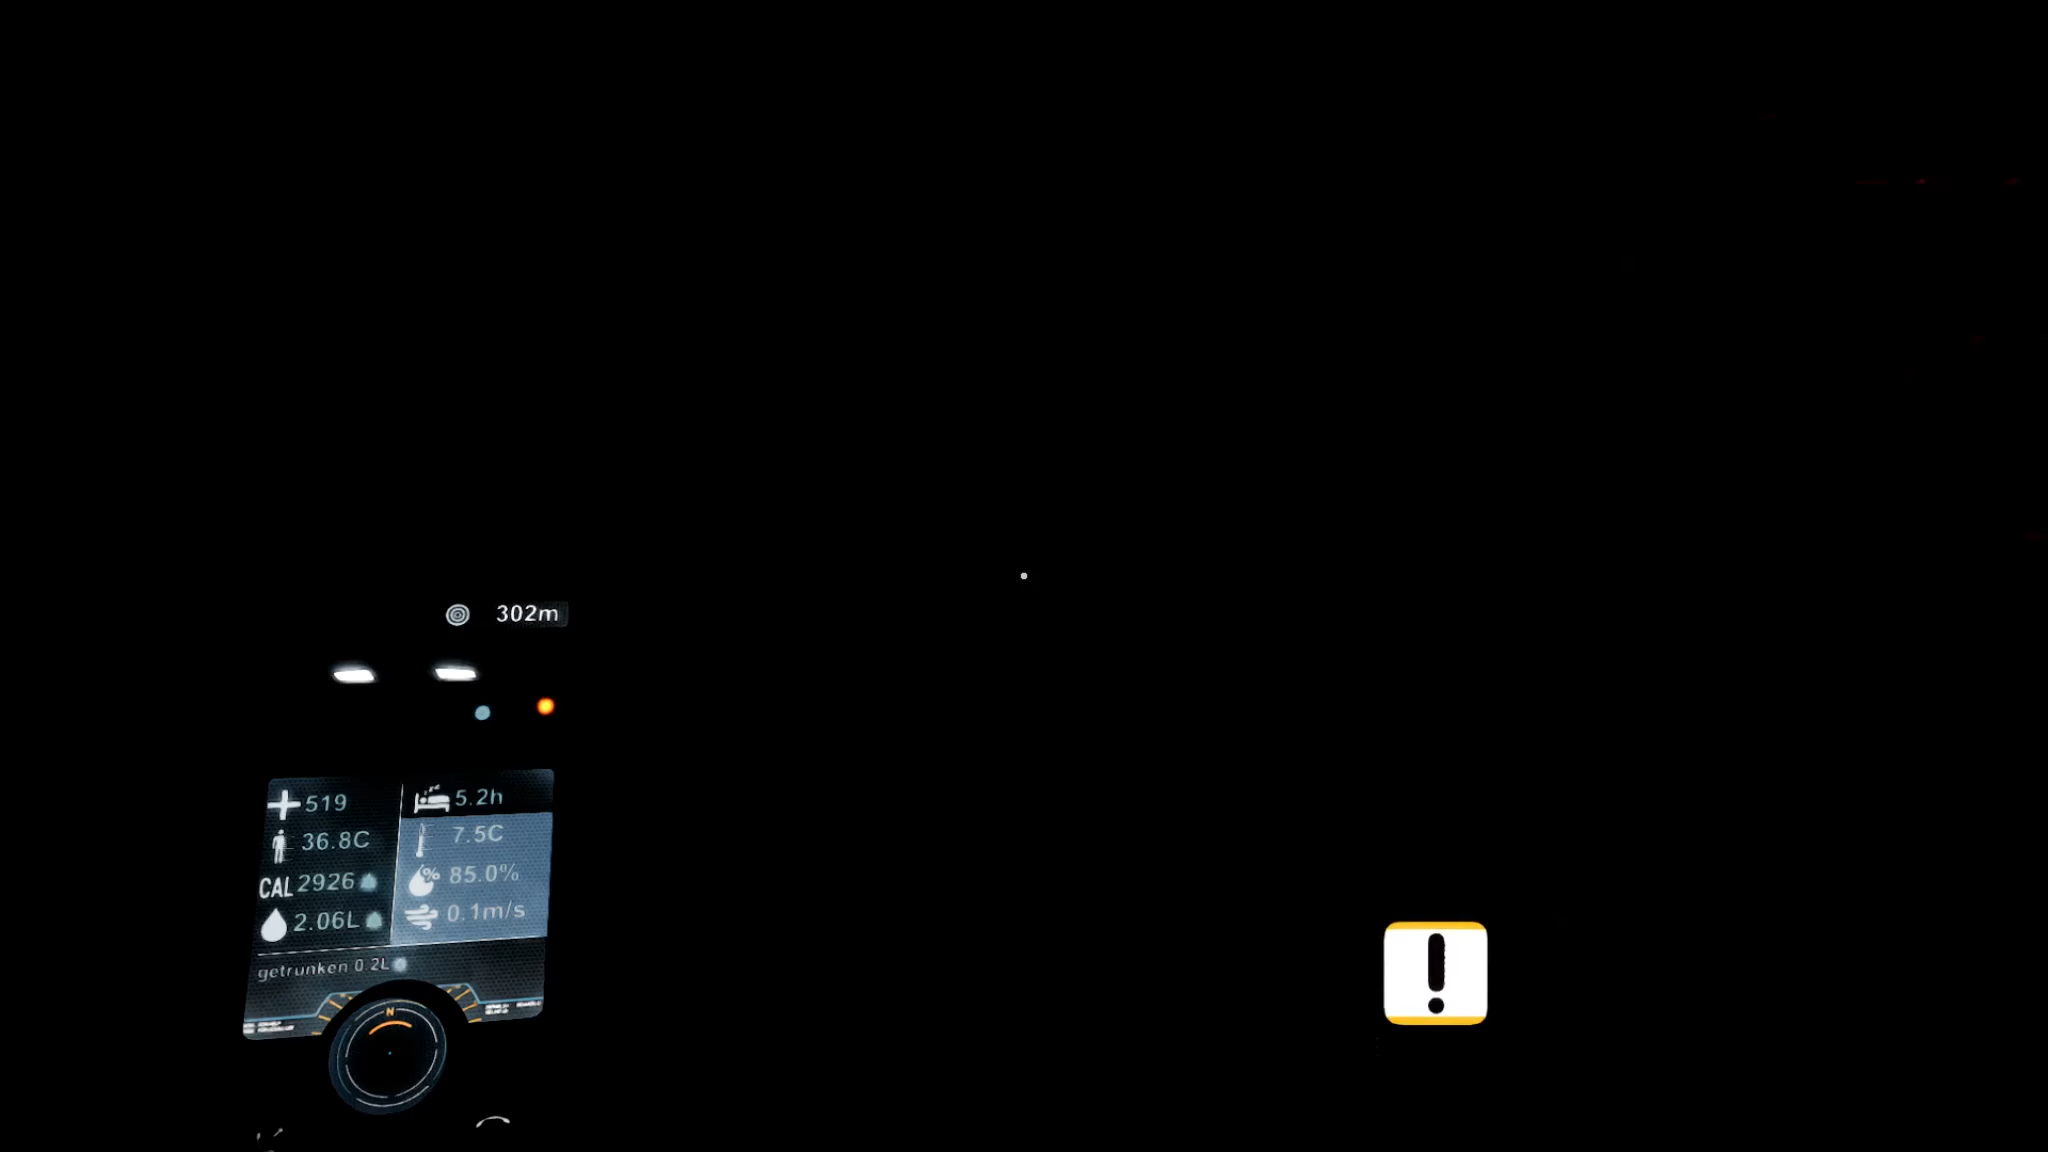 302m
519
5.2h
36.8C
7.5C
CAL 2926
% 85.0%
2.06L
0.1m/s
getrunken 0.2L
N